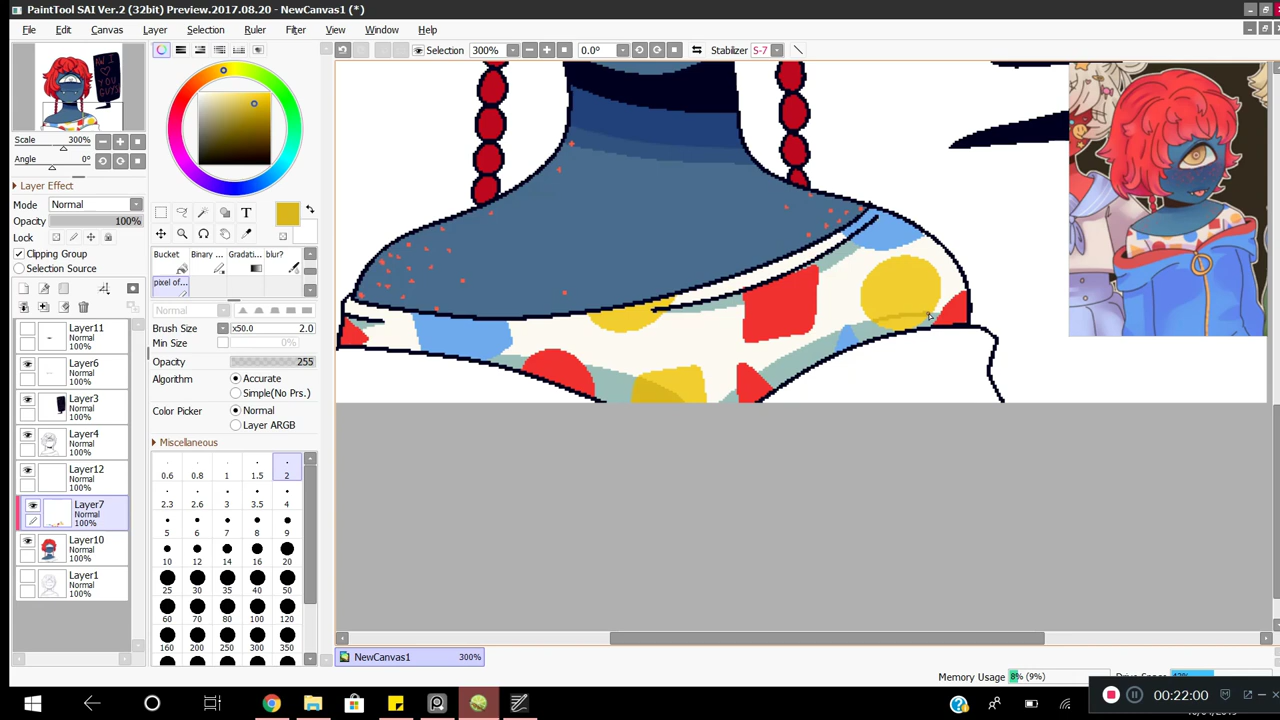 PaintTool SAI Ver.2 (32bit) Preview.2017.08.20 - NewCanvas1 (*)
File Edit Canvas Layer Selection Ruler Filter View Window Help
Selection 300% 0.0° Stabilizer S-7
Scale 300%
Angle 0°
Layer Effect
Mode Normal
Opacity 100%
Lock
Clipping Group
Selection Source
Layer11
Normal
100%
Layer6
Normal
100%
Layer3
Normal
100%
Layer4
Normal
100%
Layer12
Normal
100%
Layer7
Normal
100%
Layer10
Normal
100%
Layer1
Normal
100%
T
Bucket Binary ... Gradati... blur?
pixel of...
Normal
Brush Size x50.0 2.0
Min Size 0%
Opacity 255
Algorithm Accurate
Simple(No Prs.)
Color Picker Normal
Layer ARGB
Miscellaneous
0.6 0.8 1 1.5 2
2.3 2.6 3 3.5 4
5 6 7 8 9
10 12 14 16 20
25 30 35 40 50
60 70 80 100 120
160 200 250 300 350
NewCanvas1 300%
Memory Usage 8% (9%)
00:22:00